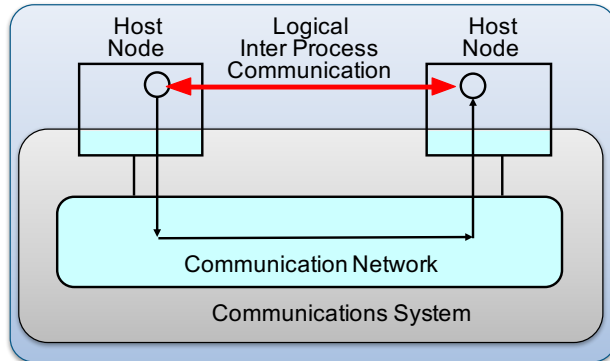 Host
Node
Logical
Inter Process
Communication
Host
Node
Communication Network
Communications System